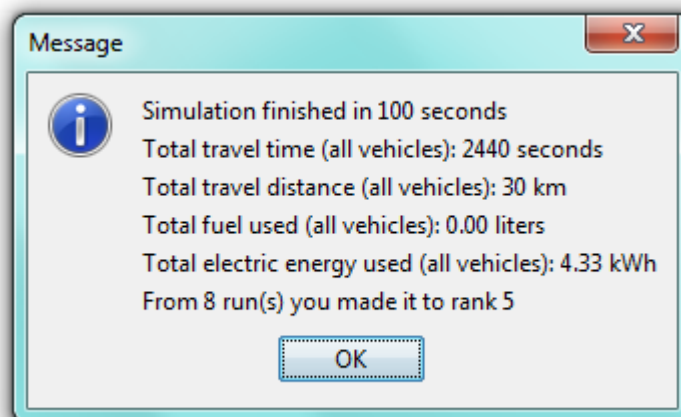 Message
Simulation finished in 100 seconds
Total travel time (all vehicles): 2440 seconds
Total travel distance (all vehicles): 30 km
Total fuel used (all vehicles): 0.00 liters
Total electric energy used (all vehicles): 4.33 kWh
From 8 run(s) you made it to rank 5
OK